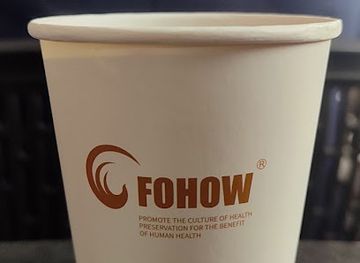 FOHOW®
PROMOTE THE CULTURE OF HEALTH
PRESERVATION FOR THE BENEFIT
OF HUMAN HEALTH